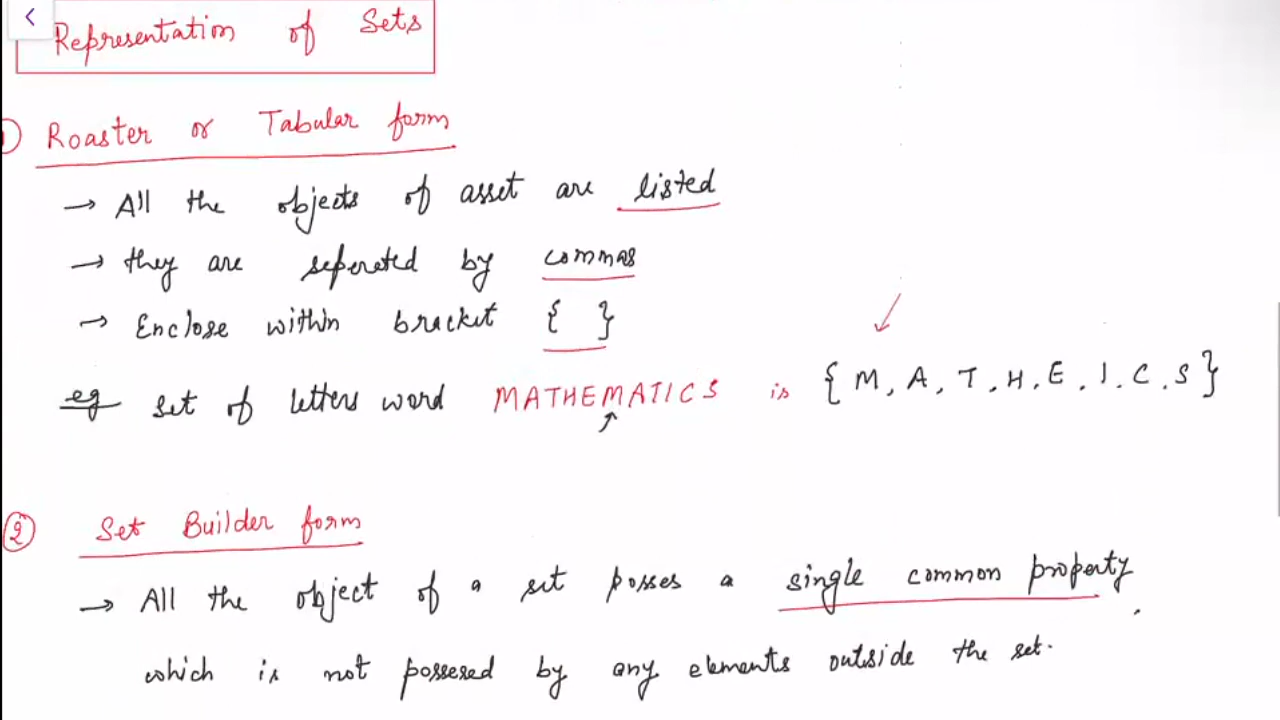 Representation of Sets
1) Roaster or Tabular form
→ All the objects of asset are listed
→ they are seperated by commas
→ Enclose within bracket { }
eg set of letters word MATHEMATICS is { M, A, T, H, E, I, C, S }
2 Set Builder form
→ All the object of a set posses a single common property
which is not possesed by any elements outside the set.